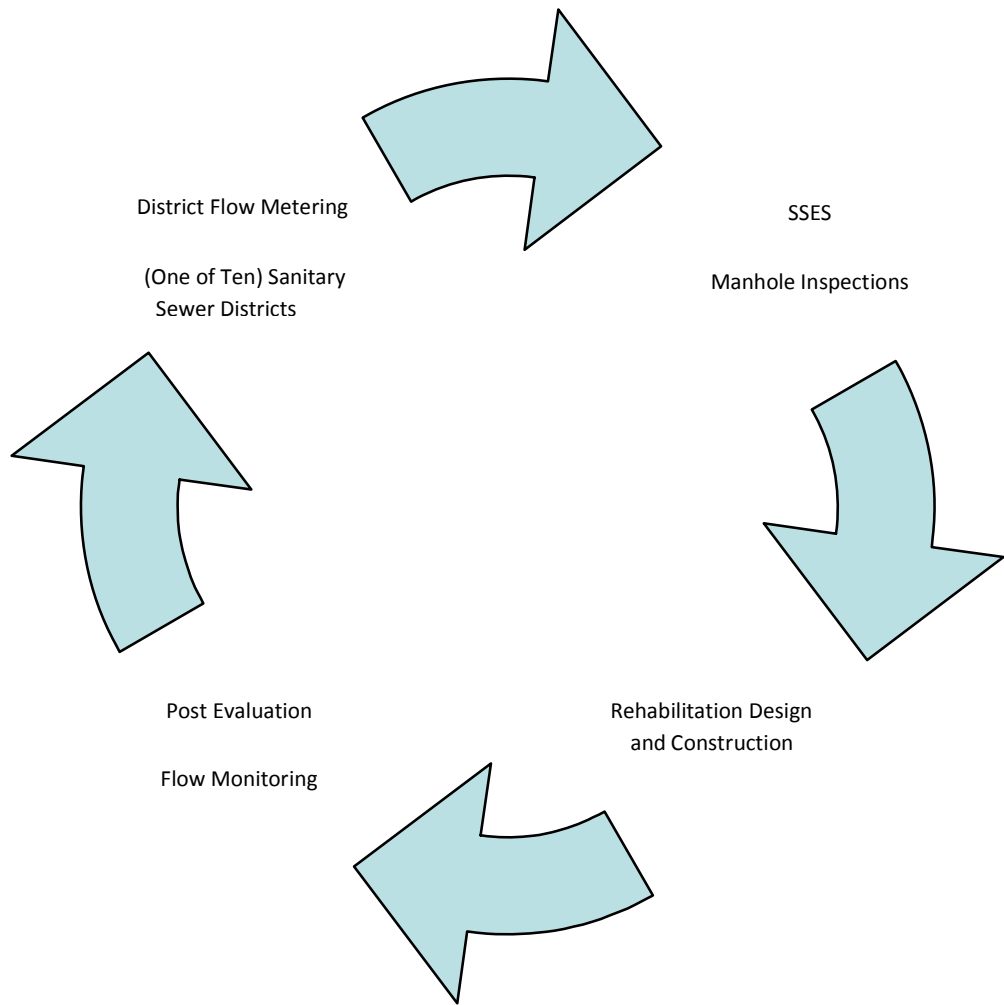 District Flow Metering
(One of Ten) Sanitary
Sewer Districts
SSES
Manhole Inspections
Rehabilitation Design
and Construction
Post Evaluation
Flow Monitoring